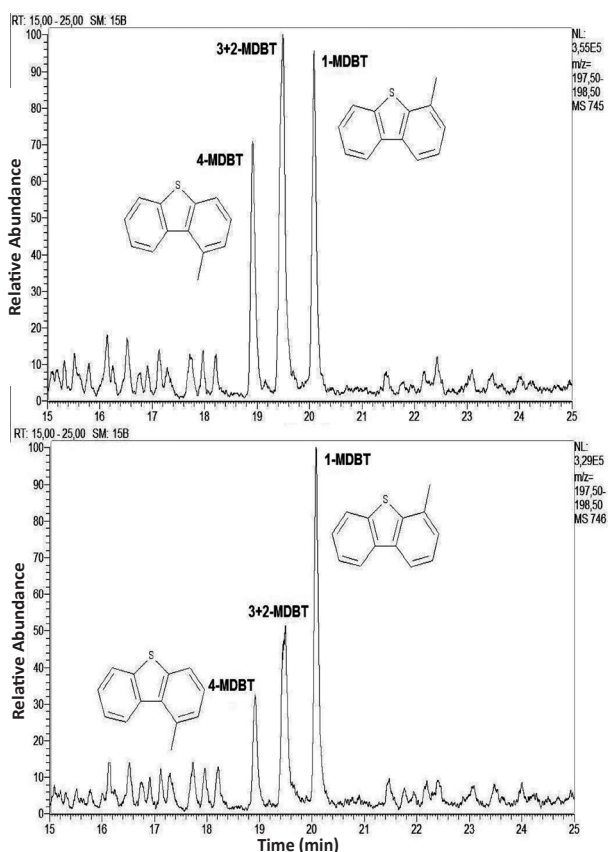 RT: 15,00 - 25,00 SM: 15B
NL:
3,55E5
m/z=
197,50-
198,50
MS 745
3+2-MDBT
1-MDBT
4-MDBT
S
S
Relative Abundance
100
90
80
70
60
50
40
30
20
10
0
15 16 17 18 19 20 21 22 23 24 25
RT: 15,00 - 25,00 SM: 15B
NL:
3,29E5
m/z=
197,50-
198,50
MS 746
1-MDBT
3+2-MDBT
4-MDBT
S
S
Relative Abundance
100
90
80
70
60
50
40
30
20
10
0
15 16 17 18 19 20 21 22 23 24 25
Time (min)